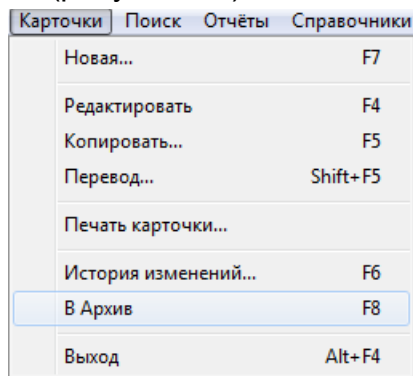 Карточки Поиск Отчёты Справочники
Новая... F7
Редактировать F4
Копировать... F5
Перевод... Shift+F5
Печать карточки...
История изменений... F6
В Архив F8
Выход Alt+F4